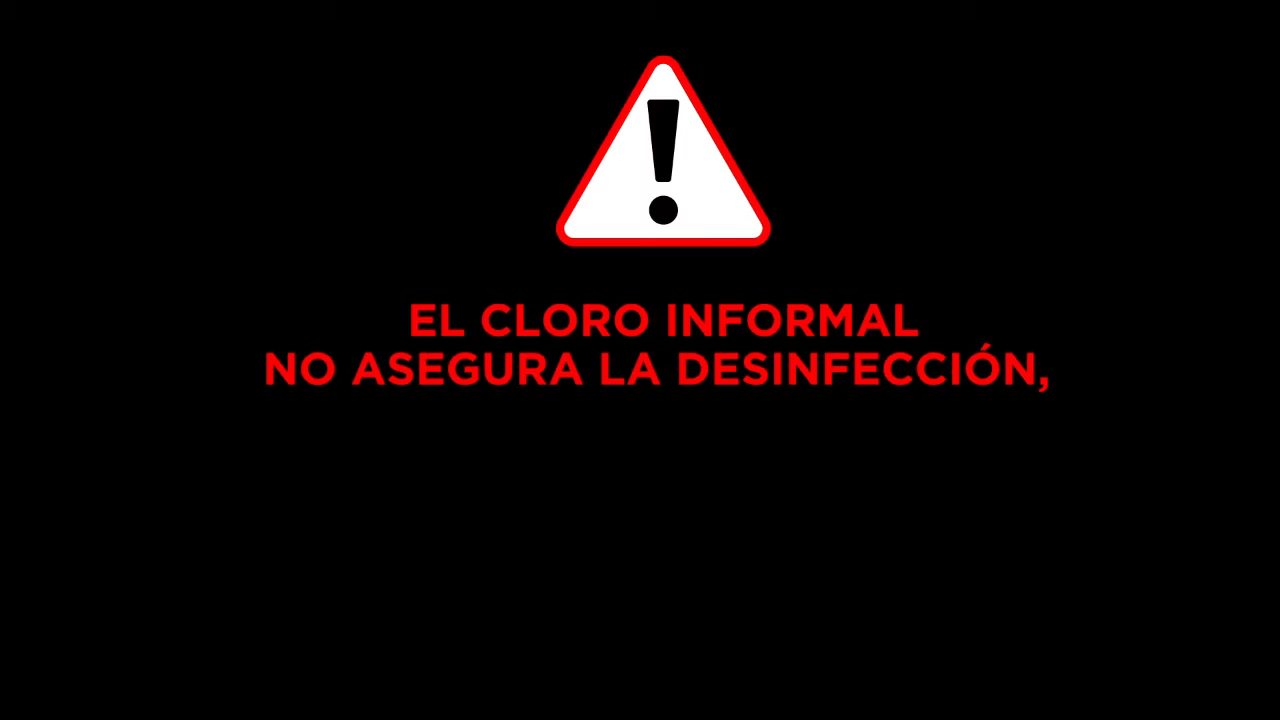 EL CLORO INFORMAL
NO ASEGURA LA DESINFECCIÓN,